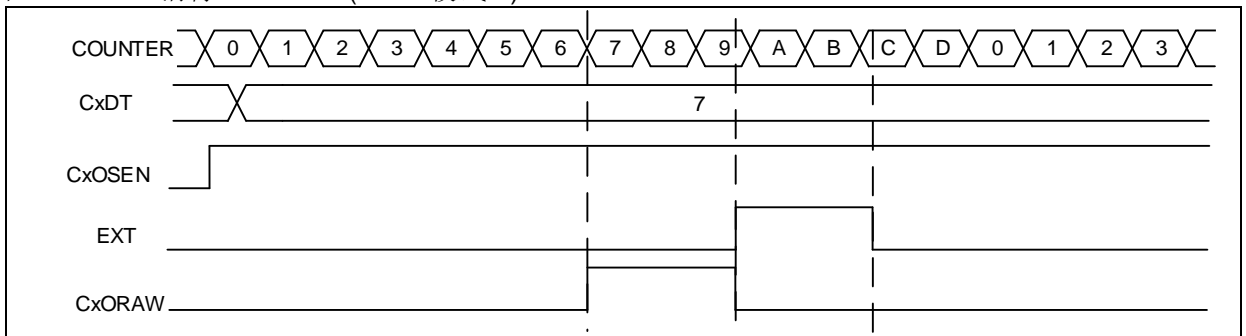 COUNTER 0 1 2 3 4 5 6 7 8 9 A B C D 0 1 2 3
CxDT 7
CxOSEN
EXT
CxORAW